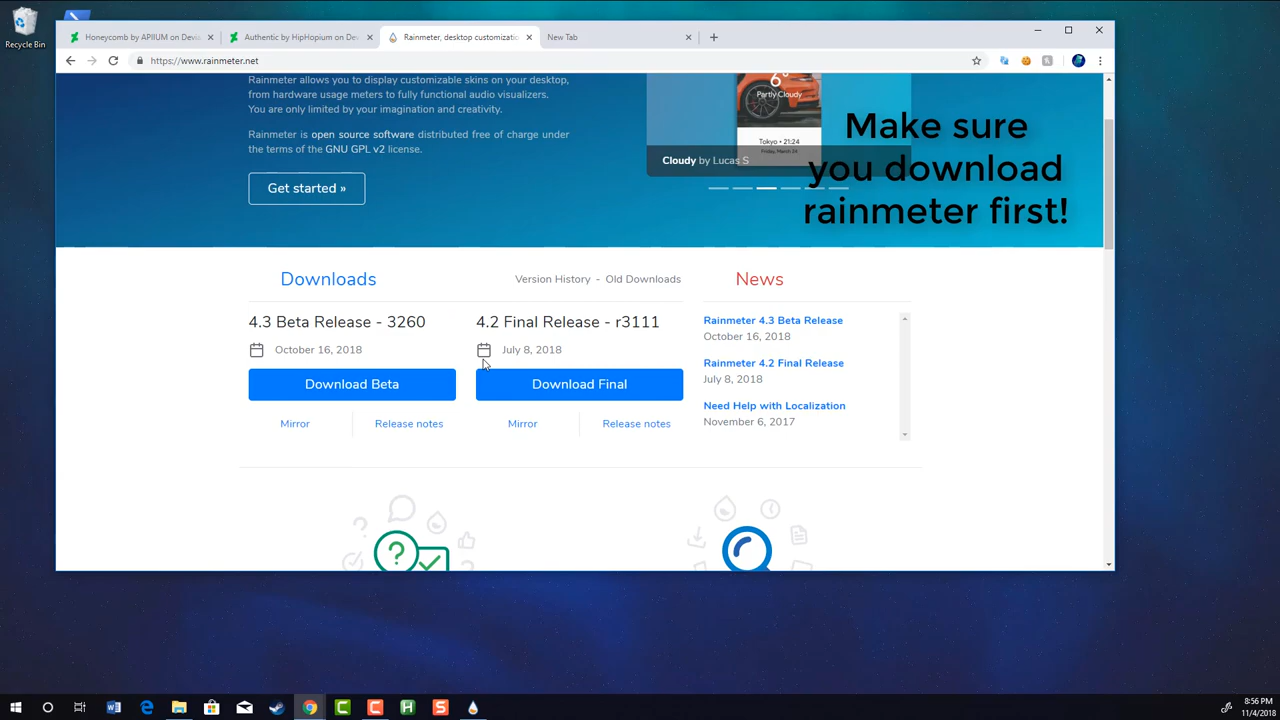 Recycle Bin
Honeycomb by APIIUM on Devia
Authentic by HipHopium on Dev
Rainmeter, desktop customizatio
New Tab
https://www.rainmeter.net
Rainmeter allows you to display customizable skins on your desktop,
from hardware usage meters to fully functional audio visualizers.
You are only limited by your imagination and creativity.
Rainmeter is open source software distributed free of charge under
the terms of the GNU GPL v2 license.
Get started »
6°
Partly Cloudy
Tokyo • 21:24
Friday, March 24
Cloudy by Lucas S
Make sure
you download
rainmeter first!
Downloads
Version History - Old Downloads
News
4.3 Beta Release - 3260
October 16, 2018
Download Beta
Mirror
Release notes
4.2 Final Release - r3111
July 8, 2018
Download Final
Mirror
Release notes
Rainmeter 4.3 Beta Release
October 16, 2018
Rainmeter 4.2 Final Release
July 8, 2018
Need Help with Localization
November 6, 2017
8:56 PM
11/4/2018